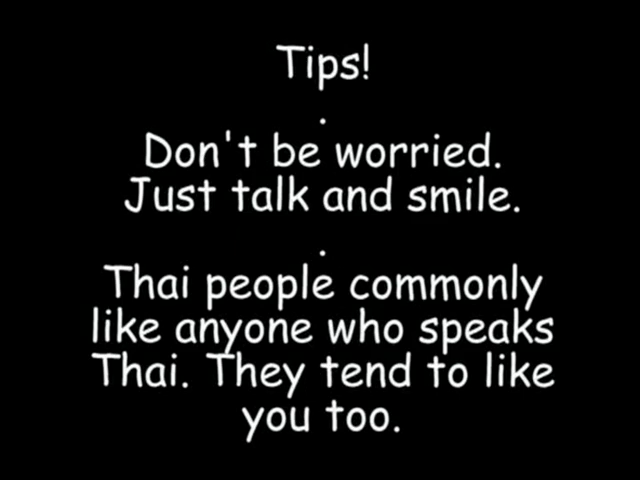 Tips!
.
Don't be worried.
Just talk and smile.
.
Thai people commonly
like anyone who speaks
Thai. They tend to like
you too.